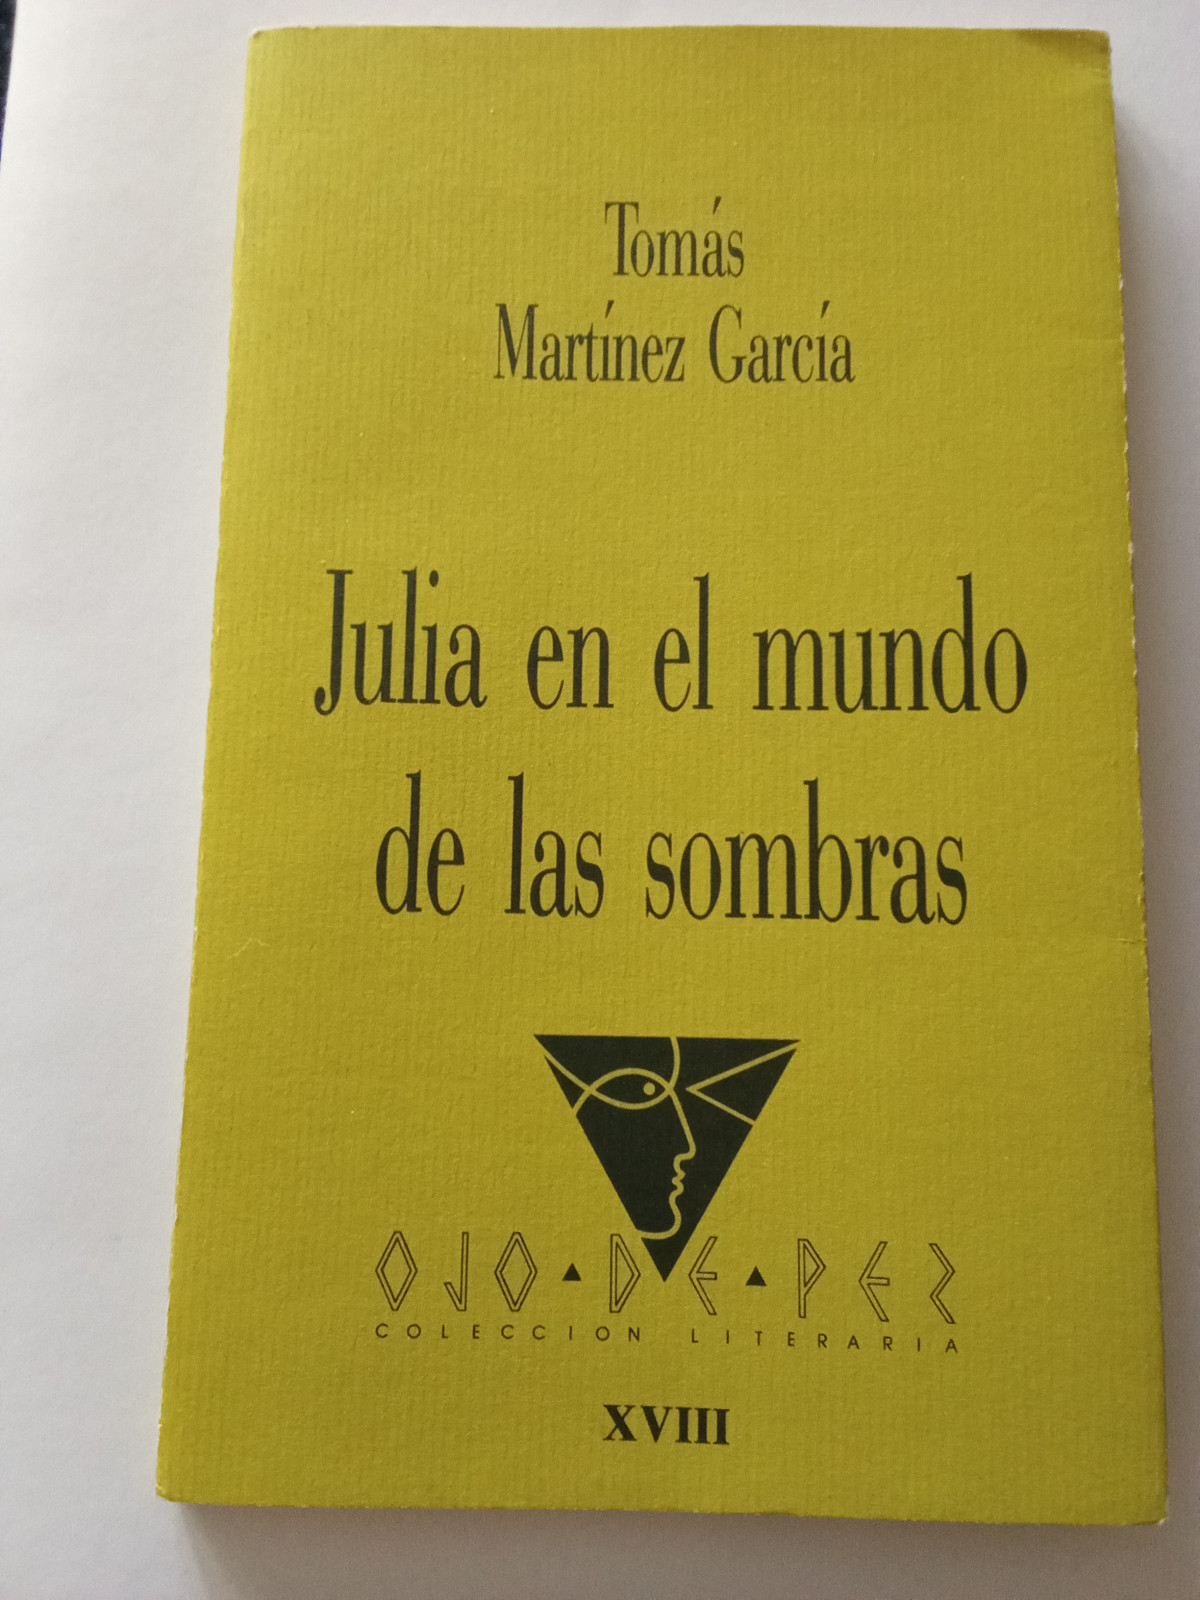 Tomás
Martínez García
Julia en el mundo
de las sombras
OJO▲DE▲PEZ
COLECCION LITERARIA
XVIII